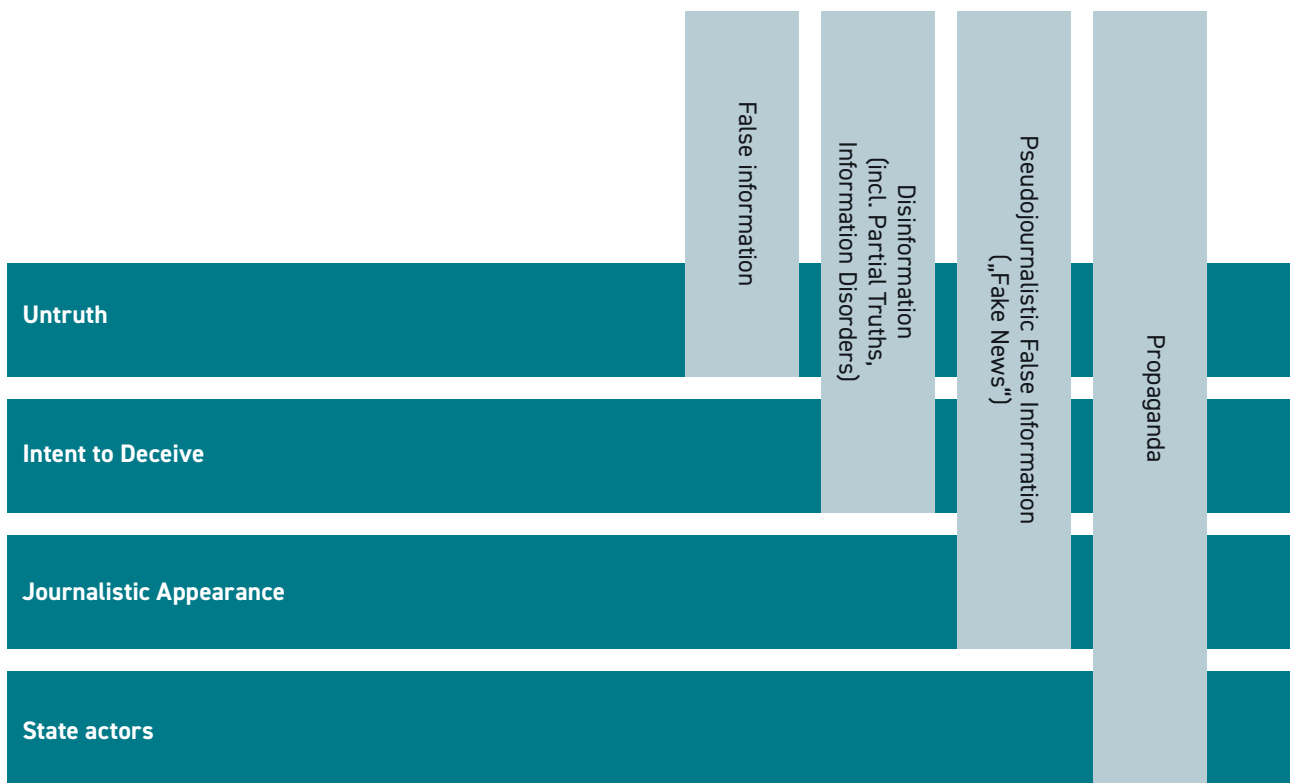 False information
Disinformation
(incl. Partial Truths,
Information Disorders)
Pseudojournalistic False Information
(„Fake News“)
Propaganda
Untruth
Intent to Deceive
Journalistic Appearance
State actors